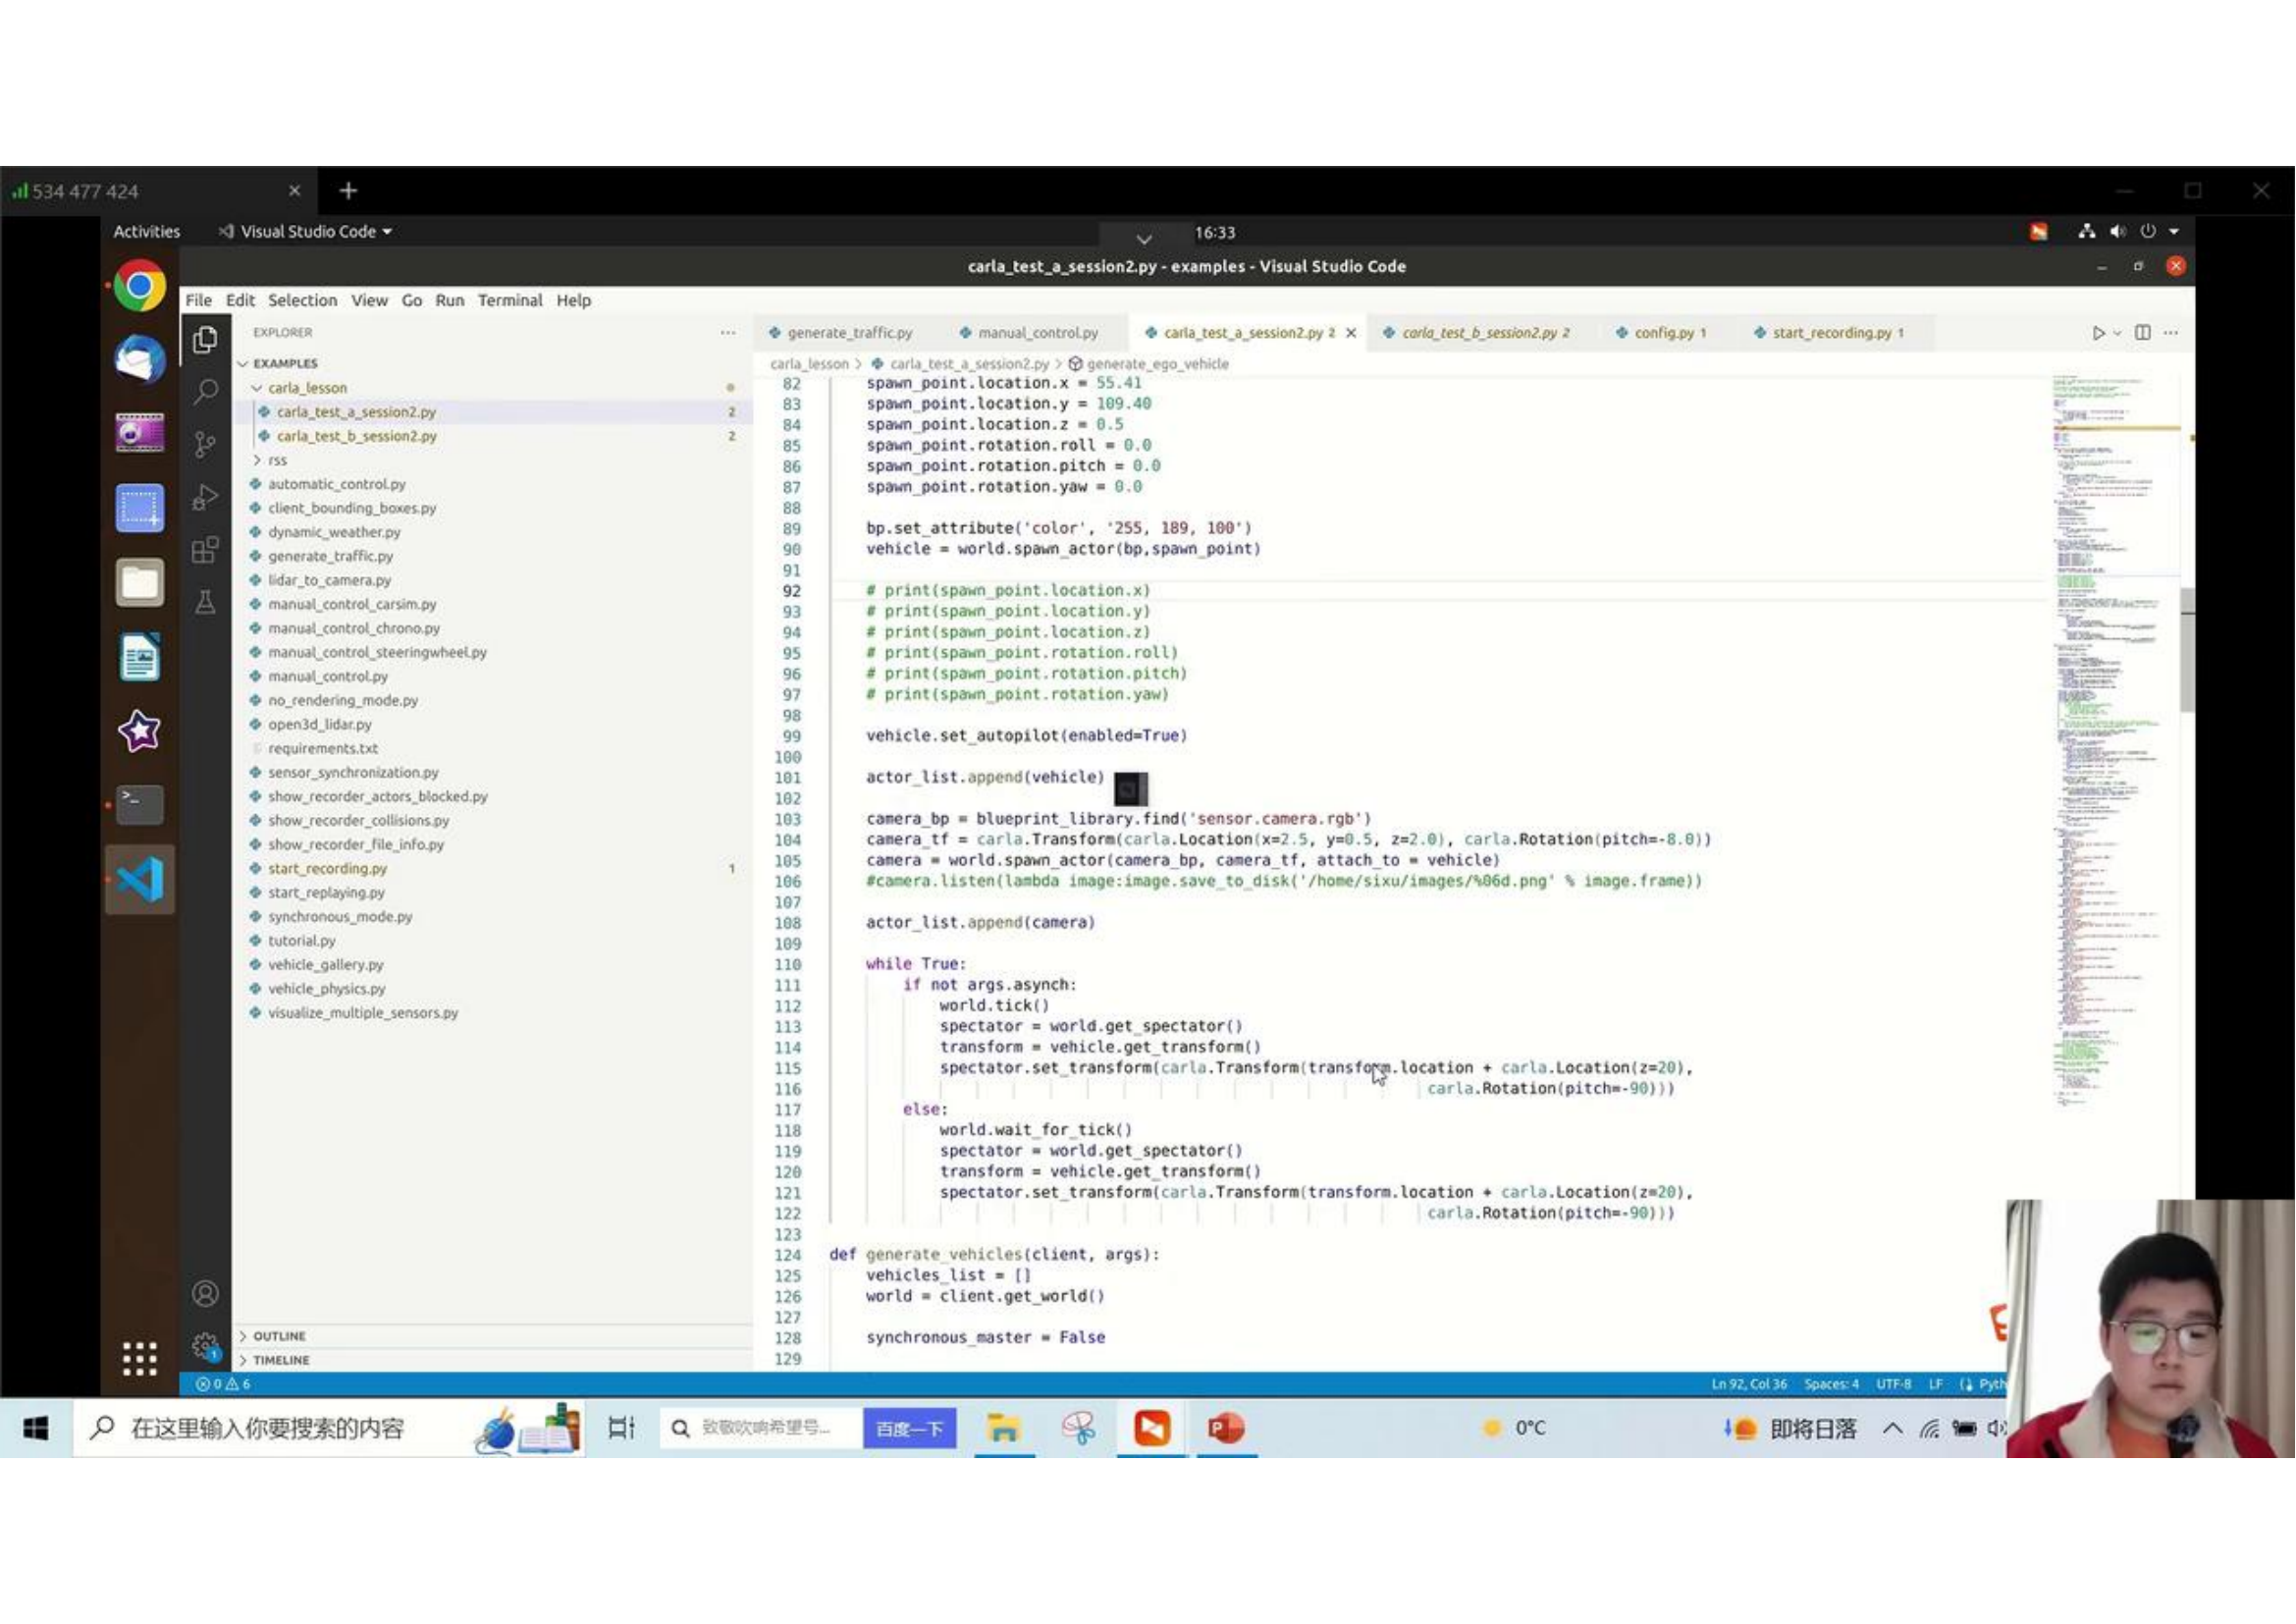 534 477 424
Activities
Visual Studio Code
16:33
carla_test_a_session2.py - examples - Visual Studio Code
File Edit Selection View Go Run Terminal Help
EXPLORER
EXAMPLES
carla_lesson
carla_test_a_session2.py 2
carla_test_b_session2.py 2
rss
automatic_control.py
client_bounding_boxes.py
dynamic_weather.py
generate_traffic.py
lidar_to_camera.py
manual_control_carsim.py
manual_control_chrono.py
manual_control_steeringwheel.py
manual_control.py
no_rendering_mode.py
open3d_lidar.py
requirements.txt
sensor_synchronization.py
show_recorder_actors_blocked.py
show_recorder_collisions.py
show_recorder_file_info.py
start_recording.py 1
start_replaying.py
synchronous_mode.py
tutorial.py
vehicle_gallery.py
vehicle_physics.py
visualize_multiple_sensors.py
OUTLINE
TIMELINE
generate_traffic.py manual_control.py carla_test_a_session2.py 2 carla_test_b_session2.py 2 config.py 1 start_recording.py 1
carla_lesson > carla_test_a_session2.py > generate_ego_vehicle
82 spawn_point.location.x = 55.41
83 spawn_point.location.y = 109.40
84 spawn_point.location.z = 0.5
85 spawn_point.rotation.roll = 0.0
86 spawn_point.rotation.pitch = 0.0
87 spawn_point.rotation.yaw = 0.0
88
89 bp.set_attribute('color', '255, 189, 100')
90 vehicle = world.spawn_actor(bp,spawn_point)
91
92 # print(spawn_point.location.x)
93 # print(spawn_point.location.y)
94 # print(spawn_point.location.z)
95 # print(spawn_point.rotation.roll)
96 # print(spawn_point.rotation.pitch)
97 # print(spawn_point.rotation.yaw)
98
99 vehicle.set_autopilot(enabled=True)
100
101 actor_list.append(vehicle)
102
103 camera_bp = blueprint_library.find('sensor.camera.rgb')
104 camera_tf = carla.Transform(carla.Location(x=2.5, y=0.5, z=2.0), carla.Rotation(pitch=-8.0))
105 camera = world.spawn_actor(camera_bp, camera_tf, attach_to = vehicle)
106 #camera.listen(lambda image:image.save_to_disk('/home/sixu/images/%06d.png' % image.frame))
107
108 actor_list.append(camera)
109
110 while True:
111 if not args.asynch:
112 world.tick()
113 spectator = world.get_spectator()
114 transform = vehicle.get_transform()
115 spectator.set_transform(carla.Transform(transform.location + carla.Location(z=20),
116 carla.Rotation(pitch=-90)))
117 else:
118 world.wait_for_tick()
119 spectator = world.get_spectator()
120 transform = vehicle.get_transform()
121 spectator.set_transform(carla.Transform(transform.location + carla.Location(z=20),
122 carla.Rotation(pitch=-90)))
123
124 def generate_vehicles(client, args):
125 vehicles_list = []
126 world = client.get_world()
127
128 synchronous_master = False
129
0 6
Ln 92, Col 36 Spaces: 4 UTF-8 LF
在这里输入你要搜索的内容
致敬吹响希望号... 百度一下
0°C
即将日落